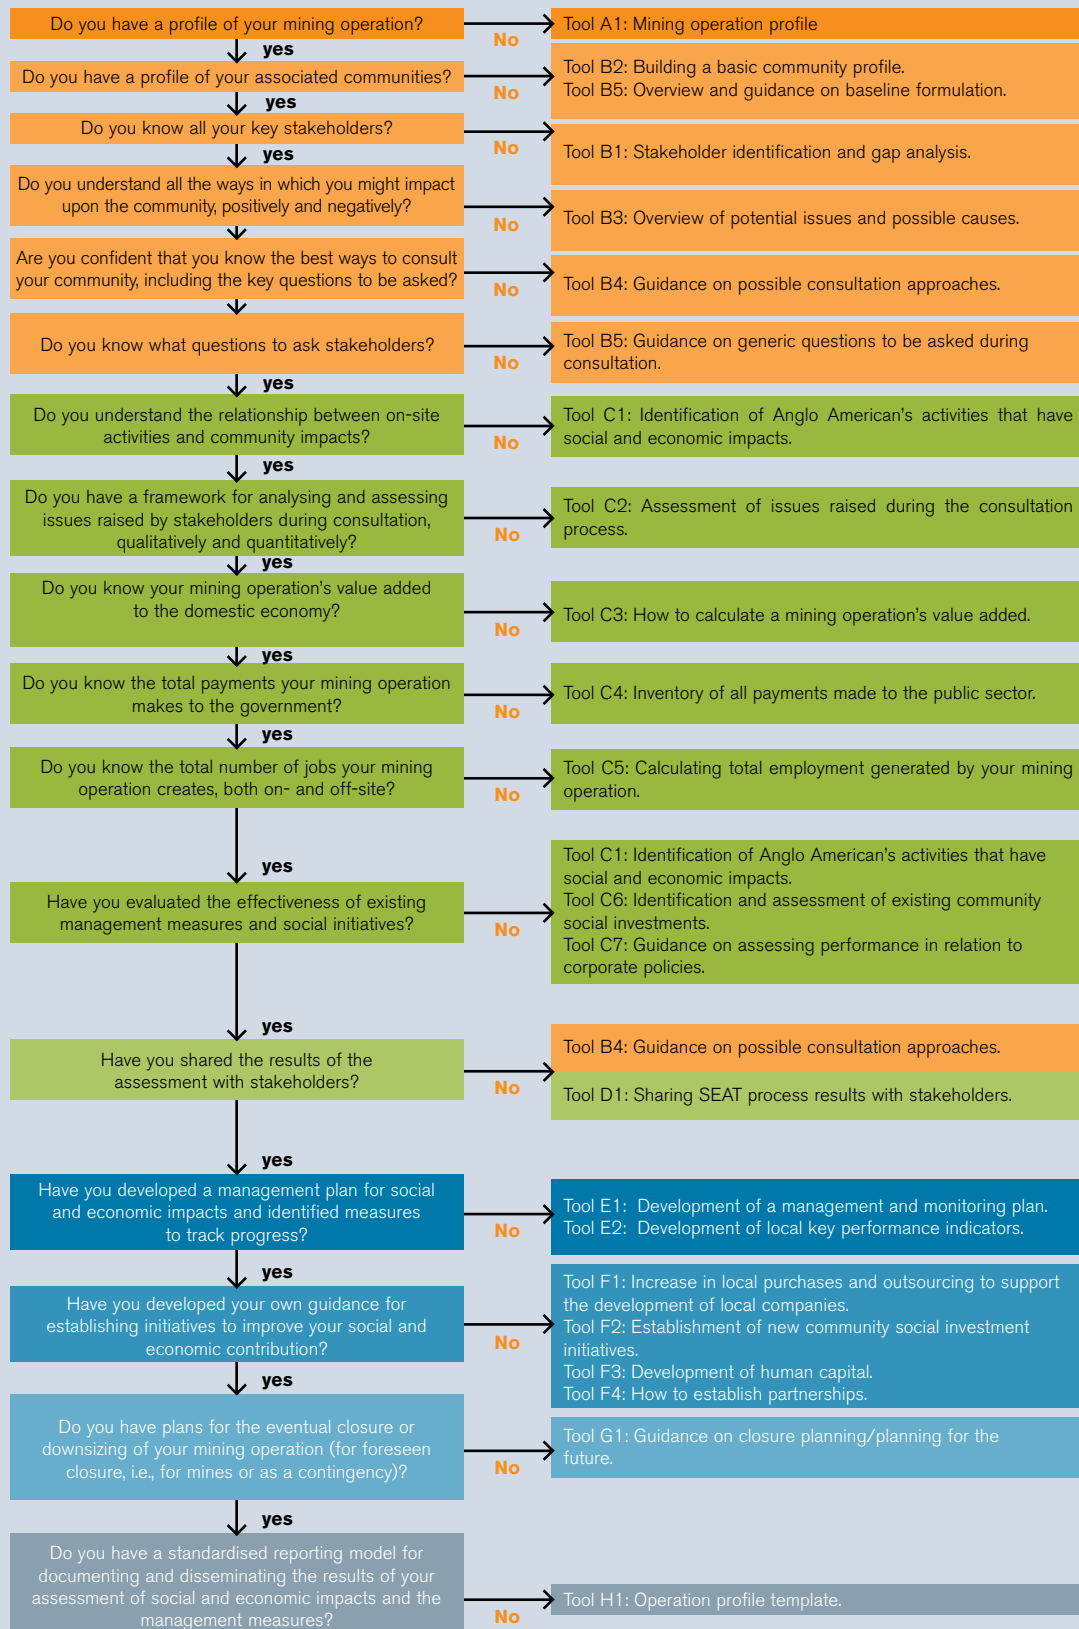 Do you have a profile of your mining operation?
No
Tool A1: Mining operation profile
yes
Do you have a profile of your associated communities?
No
Tool B2: Building a basic community profile.
Tool B5: Overview and guidance on baseline formulation.
yes
Do you know all your key stakeholders?
No
Tool B1: Stakeholder identification and gap analysis.
yes
Do you understand all the ways in which you might impact
upon the community, positively and negatively?
No
Tool B3: Overview of potential issues and possible causes.
Are you confident that you know the best ways to consult
your community, including the key questions to be asked?
No
Tool B4: Guidance on possible consultation approaches.
Do you know what questions to ask stakeholders?
No
Tool B5: Guidance on generic questions to be asked during
consultation.
yes
Do you understand the relationship between on-site
activities and community impacts?
No
Tool C1: Identification of Anglo American's activities that have
social and economic impacts.
yes
Do you have a framework for analysing and assessing
issues raised by stakeholders during consultation,
qualitatively and quantitatively?
No
Tool C2: Assessment of issues raised during the consultation
process.
yes
Do you know your mining operation's value added
to the domestic economy?
No
Tool C3: How to calculate a mining operation's value added.
yes
Do you know the total payments your mining operation
makes to the government?
No
Tool C4: Inventory of all payments made to the public sector.
yes
Do you know the total number of jobs your mining
operation creates, both on- and off-site?
No
Tool C5: Calculating total employment generated by your mining
operation.
yes
Have you evaluated the effectiveness of existing
management measures and social initiatives?
No
Tool C1: Identification of Anglo American's activities that have
social and economic impacts.
Tool C6: Identification and assessment of existing community
social investments.
Tool C7: Guidance on assessing performance in relation to
corporate policies.
yes
Have you shared the results of the
assessment with stakeholders?
No
Tool B4: Guidance on possible consultation approaches.
Tool D1: Sharing SEAT process results with stakeholders.
yes
Have you developed a management plan for social
and economic impacts and identified measures
to track progress?
No
Tool E1: Development of a management and monitoring plan.
Tool E2: Development of local key performance indicators.
yes
Have you developed your own guidance for
establishing initiatives to improve your social and
economic contribution?
No
Tool F1: Increase in local purchases and outsourcing to support
the development of local companies.
Tool F2: Establishment of new community social investment
initiatives.
Tool F3: Development of human capital.
Tool F4: How to establish partnerships.
yes
Do you have plans for the eventual closure or
downsizing of your mining operation (for foreseen
closure, i.e., for mines or as a contingency)?
No
Tool G1: Guidance on closure planning/planning for the
future.
yes
Do you have a standardised reporting model for
documenting and disseminating the results of your
assessment of social and economic impacts and the
management measures?
No
Tool H1: Operation profile template.